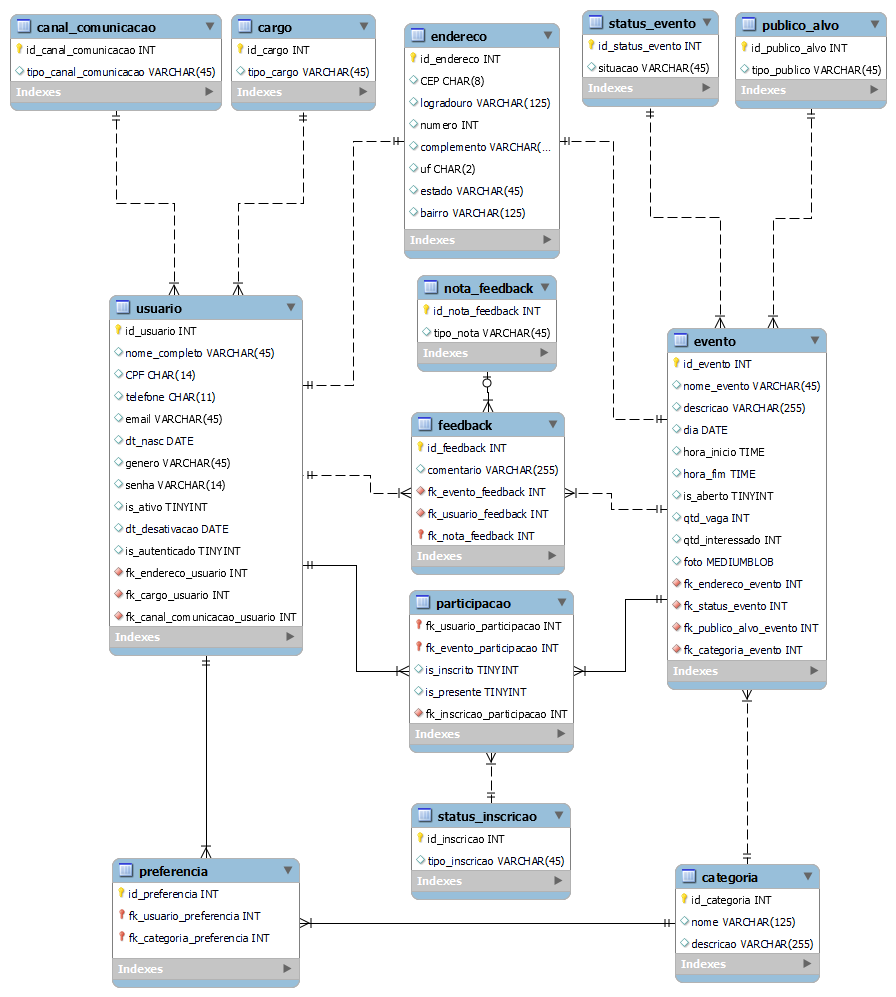 canal_comunicacao
id_canal_comunicacao INT
tipo_canal_comunicacao VARCHAR(45)
Indexes
cargo
id_cargo INT
tipo_cargo VARCHAR(45)
Indexes
endereco
id_endereco INT
CEP CHAR(8)
logradouro VARCHAR(125)
numero INT
complemento VARCHAR(...
uf CHAR(2)
estado VARCHAR(45)
bairro VARCHAR(125)
Indexes
status_evento
id_status_evento INT
situacao VARCHAR(45)
Indexes
publico_alvo
id_publico_alvo INT
tipo_publico VARCHAR(45)
Indexes
usuario
id_usuario INT
nome_completo VARCHAR(45)
CPF CHAR(14)
telefone CHAR(11)
email VARCHAR(45)
dt_nasc DATE
genero VARCHAR(45)
senha VARCHAR(14)
is_ativo TINYINT
dt_desativacao DATE
is_autenticado TINYINT
fk_endereco_usuario INT
fk_cargo_usuario INT
fk_canal_comunicacao_usuario INT
Indexes
nota_feedback
id_nota_feedback INT
tipo_nota VARCHAR(45)
Indexes
feedback
id_feedback INT
comentario VARCHAR(255)
fk_evento_feedback INT
fk_usuario_feedback INT
fk_nota_feedback INT
Indexes
evento
id_evento INT
nome_evento VARCHAR(45)
descricao VARCHAR(255)
dia DATE
hora_inicio TIME
hora_fim TIME
is_aberto TINYINT
qtd_vaga INT
qtd_interessado INT
foto MEDIUMBLOB
fk_endereco_evento INT
fk_status_evento INT
fk_publico_alvo_evento INT
fk_categoria_evento INT
Indexes
participacao
fk_usuario_participacao INT
fk_evento_participacao INT
is_inscrito TINYINT
is_presente TINYINT
fk_inscricao_participacao INT
Indexes
status_inscricao
id_inscricao INT
tipo_inscricao VARCHAR(45)
Indexes
preferencia
id_preferencia INT
fk_usuario_preferencia INT
fk_categoria_preferencia INT
Indexes
categoria
id_categoria INT
nome VARCHAR(125)
descricao VARCHAR(255)
Indexes